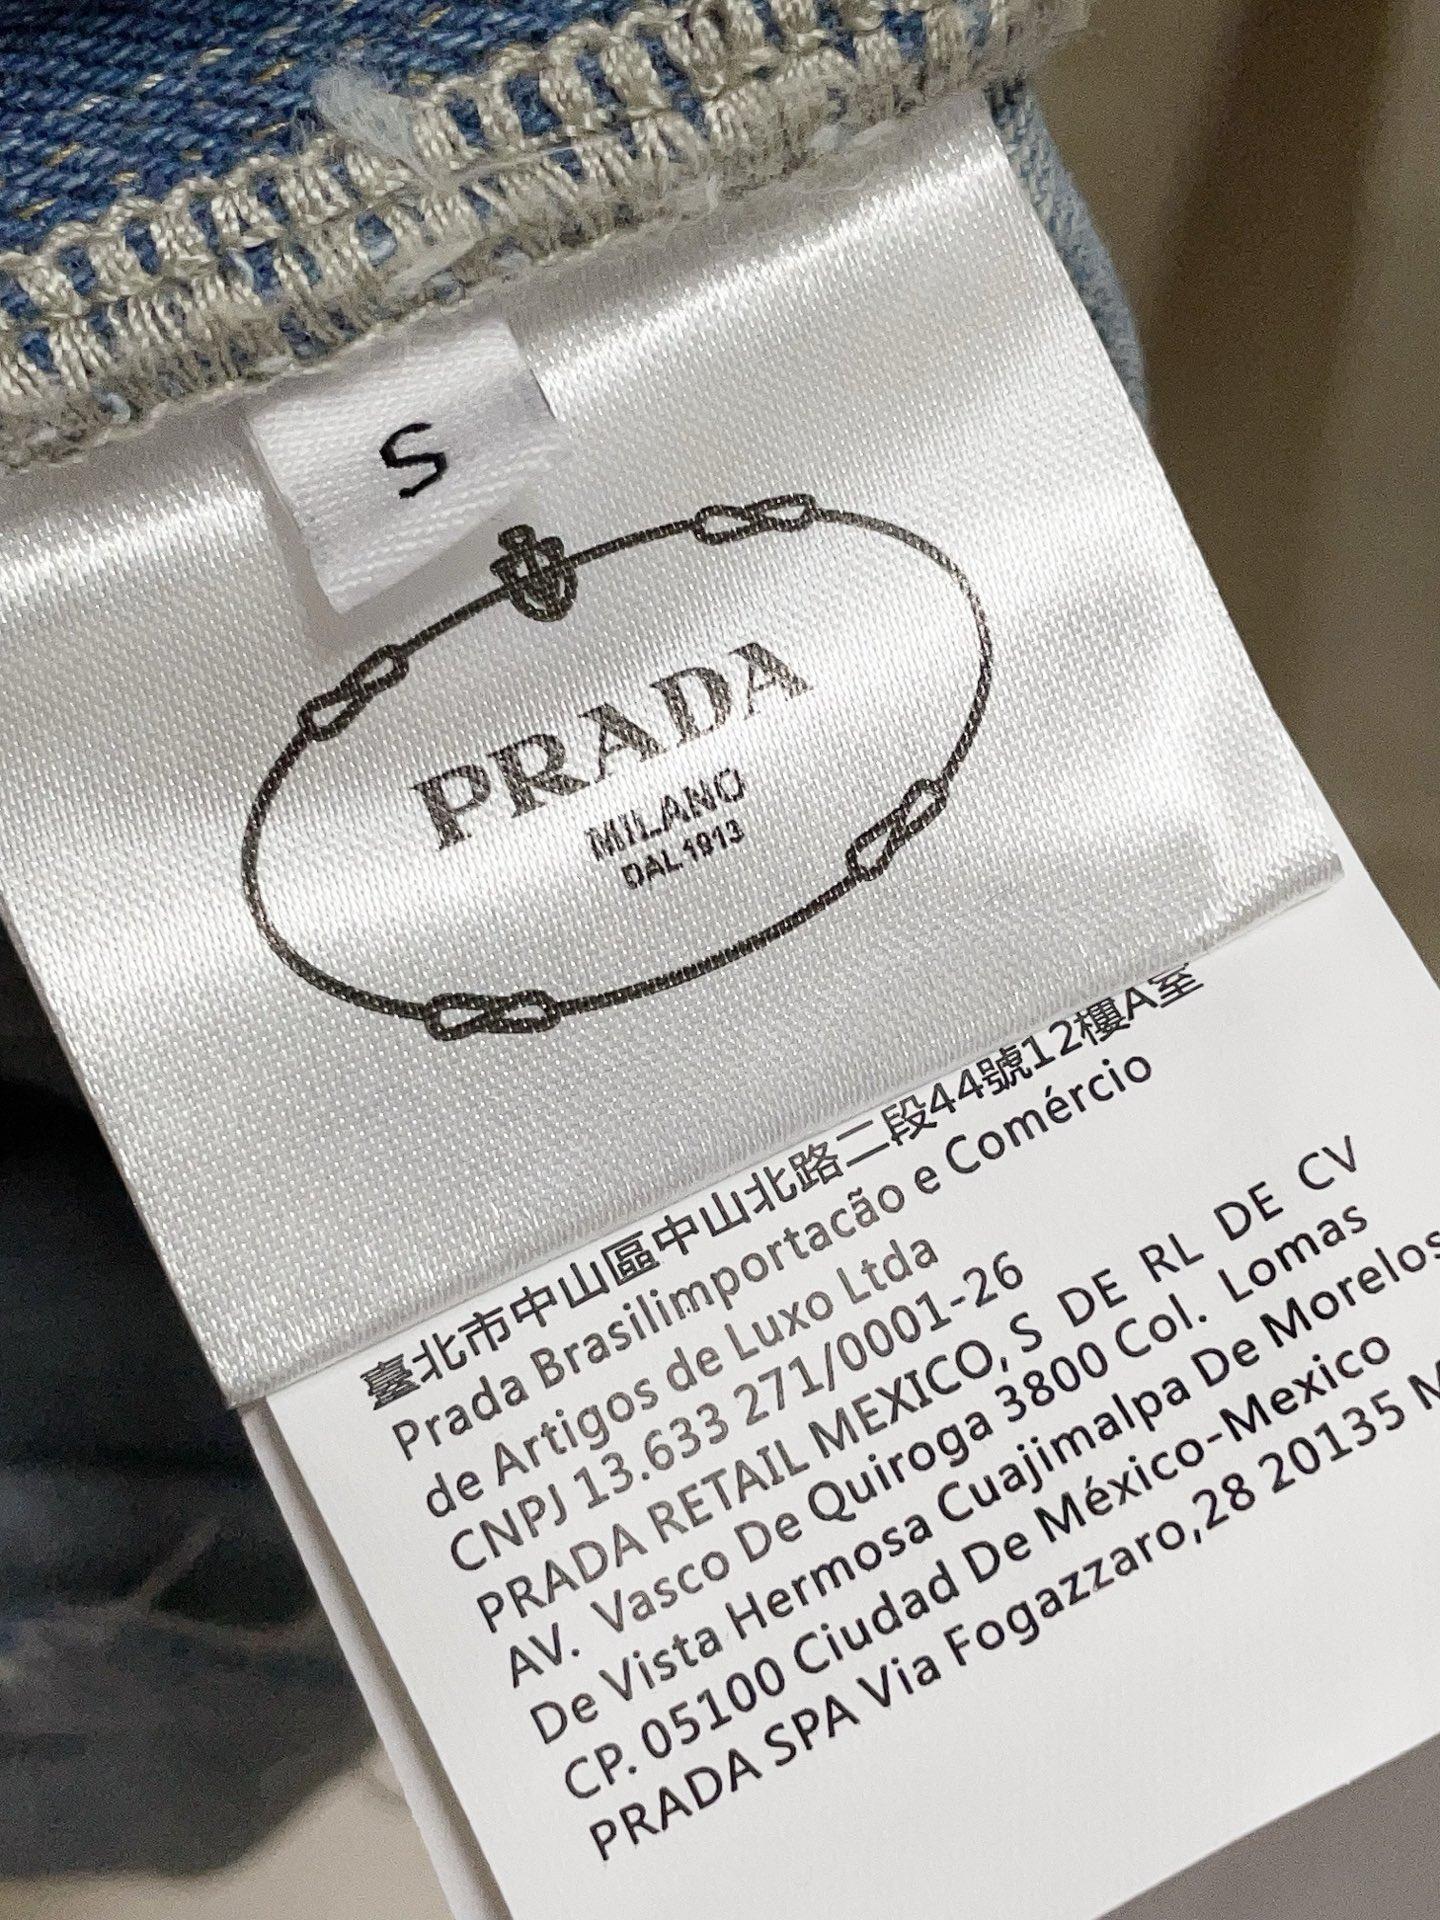 S
PRADA
MILANO
DAL 1913
臺北市中山區中山北路二段44號12樓A室
Prada Brasilimportacão e Comércio
de Artigos de Luxo Ltda
CNPJ 13.633 271/0001-26
PRADA RETAIL MEXICO, S DE RL DE CV
AV. Vasco De Quiroga 3800 Col. Lomas
De Vista Hermosa Cuajimalpa De Morelos
CP. 05100 Ciudad De México-Mexico
PRADA SPA Via Fogazzaro,28 20135 M